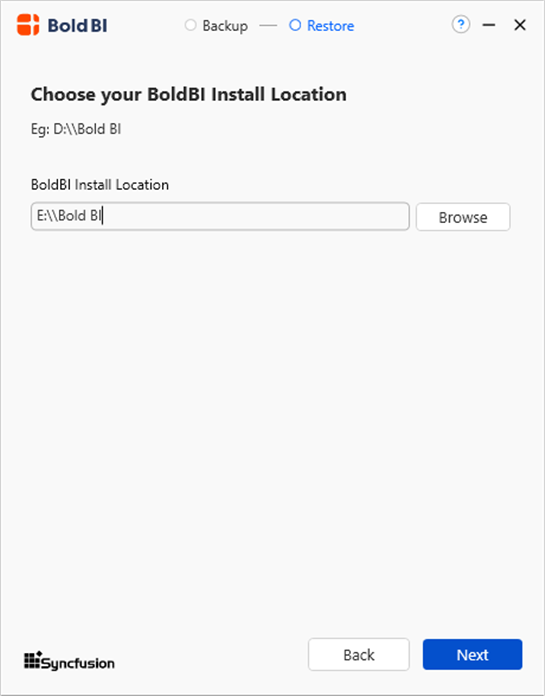 Bold BI Backup Restore ?
Choose your BoldBI Install Location
Eg: D:\\Bold BI
BoldBI Install Location
E:\\Bold BI Browse
Syncfusion Back Next